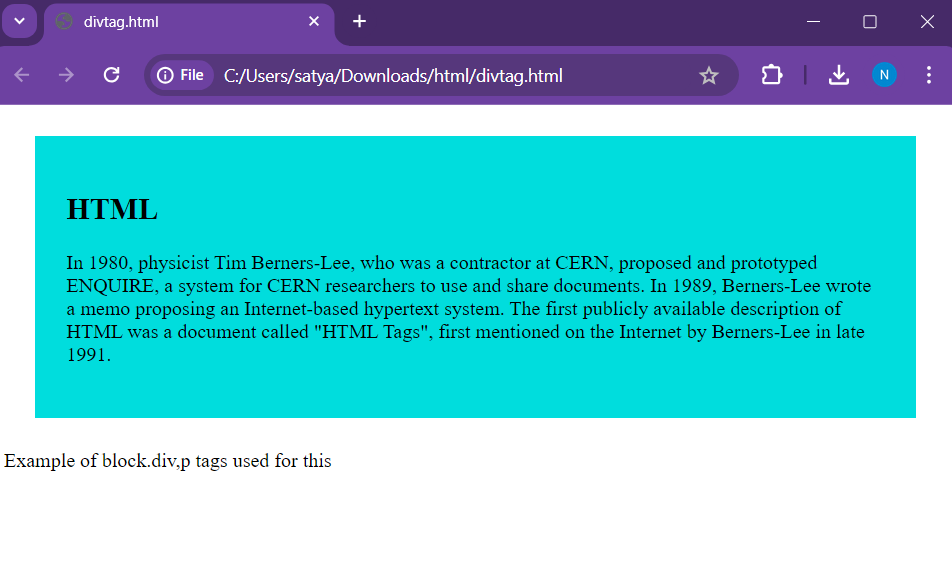 divtag.html
File C:/Users/satya/Downloads/html/divtag.html
N
HTML
In 1980, physicist Tim Berners-Lee, who was a contractor at CERN, proposed and prototyped
ENQUIRE, a system for CERN researchers to use and share documents. In 1989, Berners-Lee wrote
a memo proposing an Internet-based hypertext system. The first publicly available description of
HTML was a document called "HTML Tags", first mentioned on the Internet by Berners-Lee in late
1991.
Example of block.div,p tags used for this